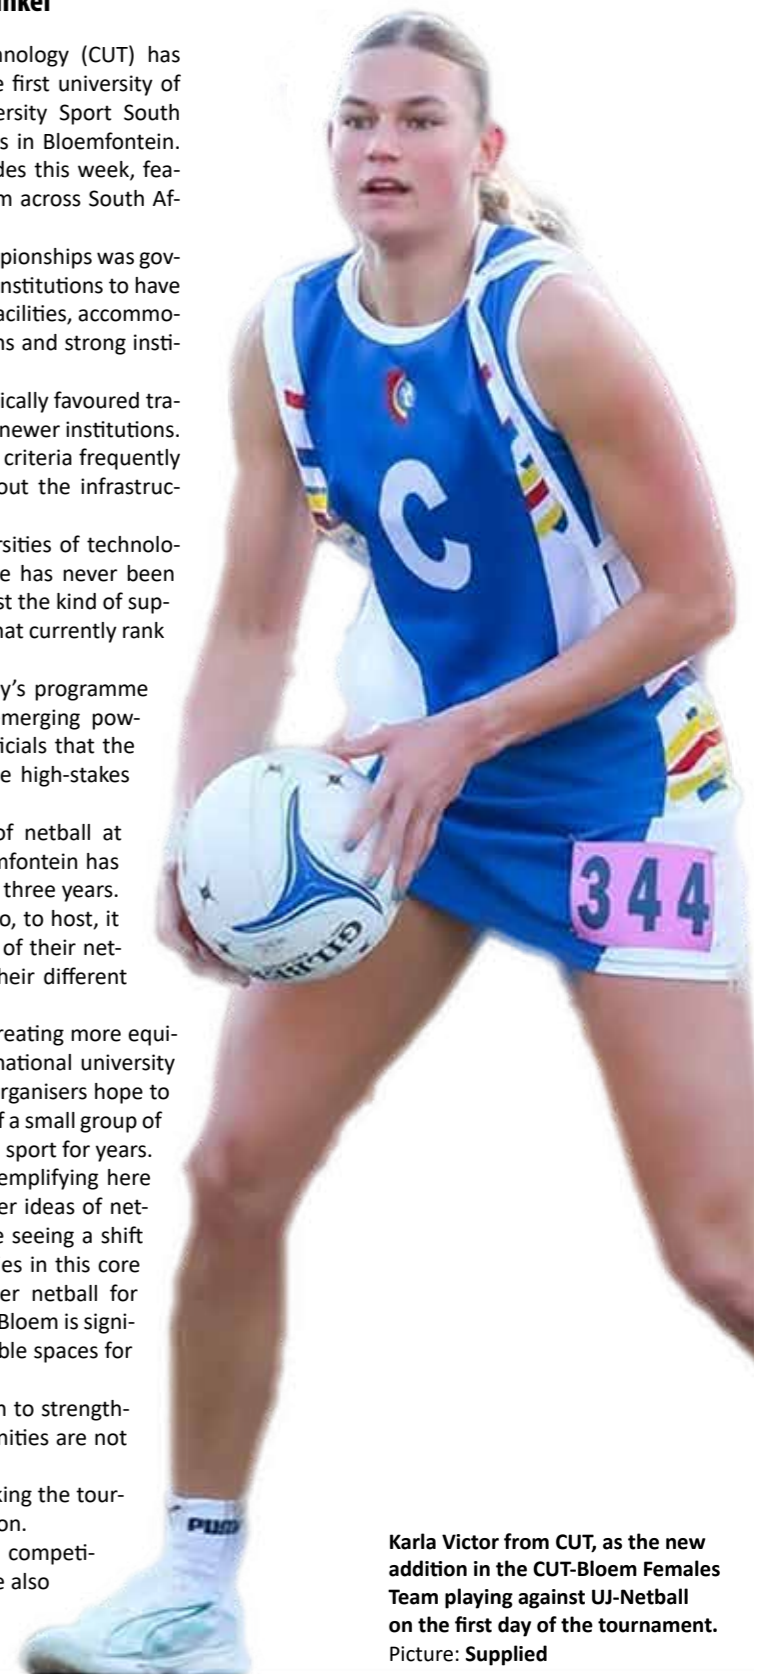 nkel
nnology (CUT) has
e first university of
ersity Sport South
s in Bloemfontein.
des this week, fea-
m across South Af-
pionships was gov-
nstitutions to have
acilities, accommo-
ns and strong insti-
ically favoured tra-
newer institutions.
criteria frequently
out the infrastruc-
rsities of technolo-
e has never been
st the kind of sup-
hat currently rank
y’s programme
merging pow-
icials that the
e high-stakes
of netball at
mfontein has
three years.
o, to host, it
of their net-
heir different
reating more equi-
national university
rganisers hope to
f a small group of
sport for years.
emplifying here
er ideas of net-
e seeing a shift
es in this core
er netball for
Bloem is signi-
ble spaces for
n to strength-
nities are not
king the tour-
on.
competi-
e also
C
344
PUM
Karla Victor from CUT, as the new
addition in the CUT-Bloem Females
Team playing against UJ-Netball
on the first day of the tournament.
Picture: Supplied